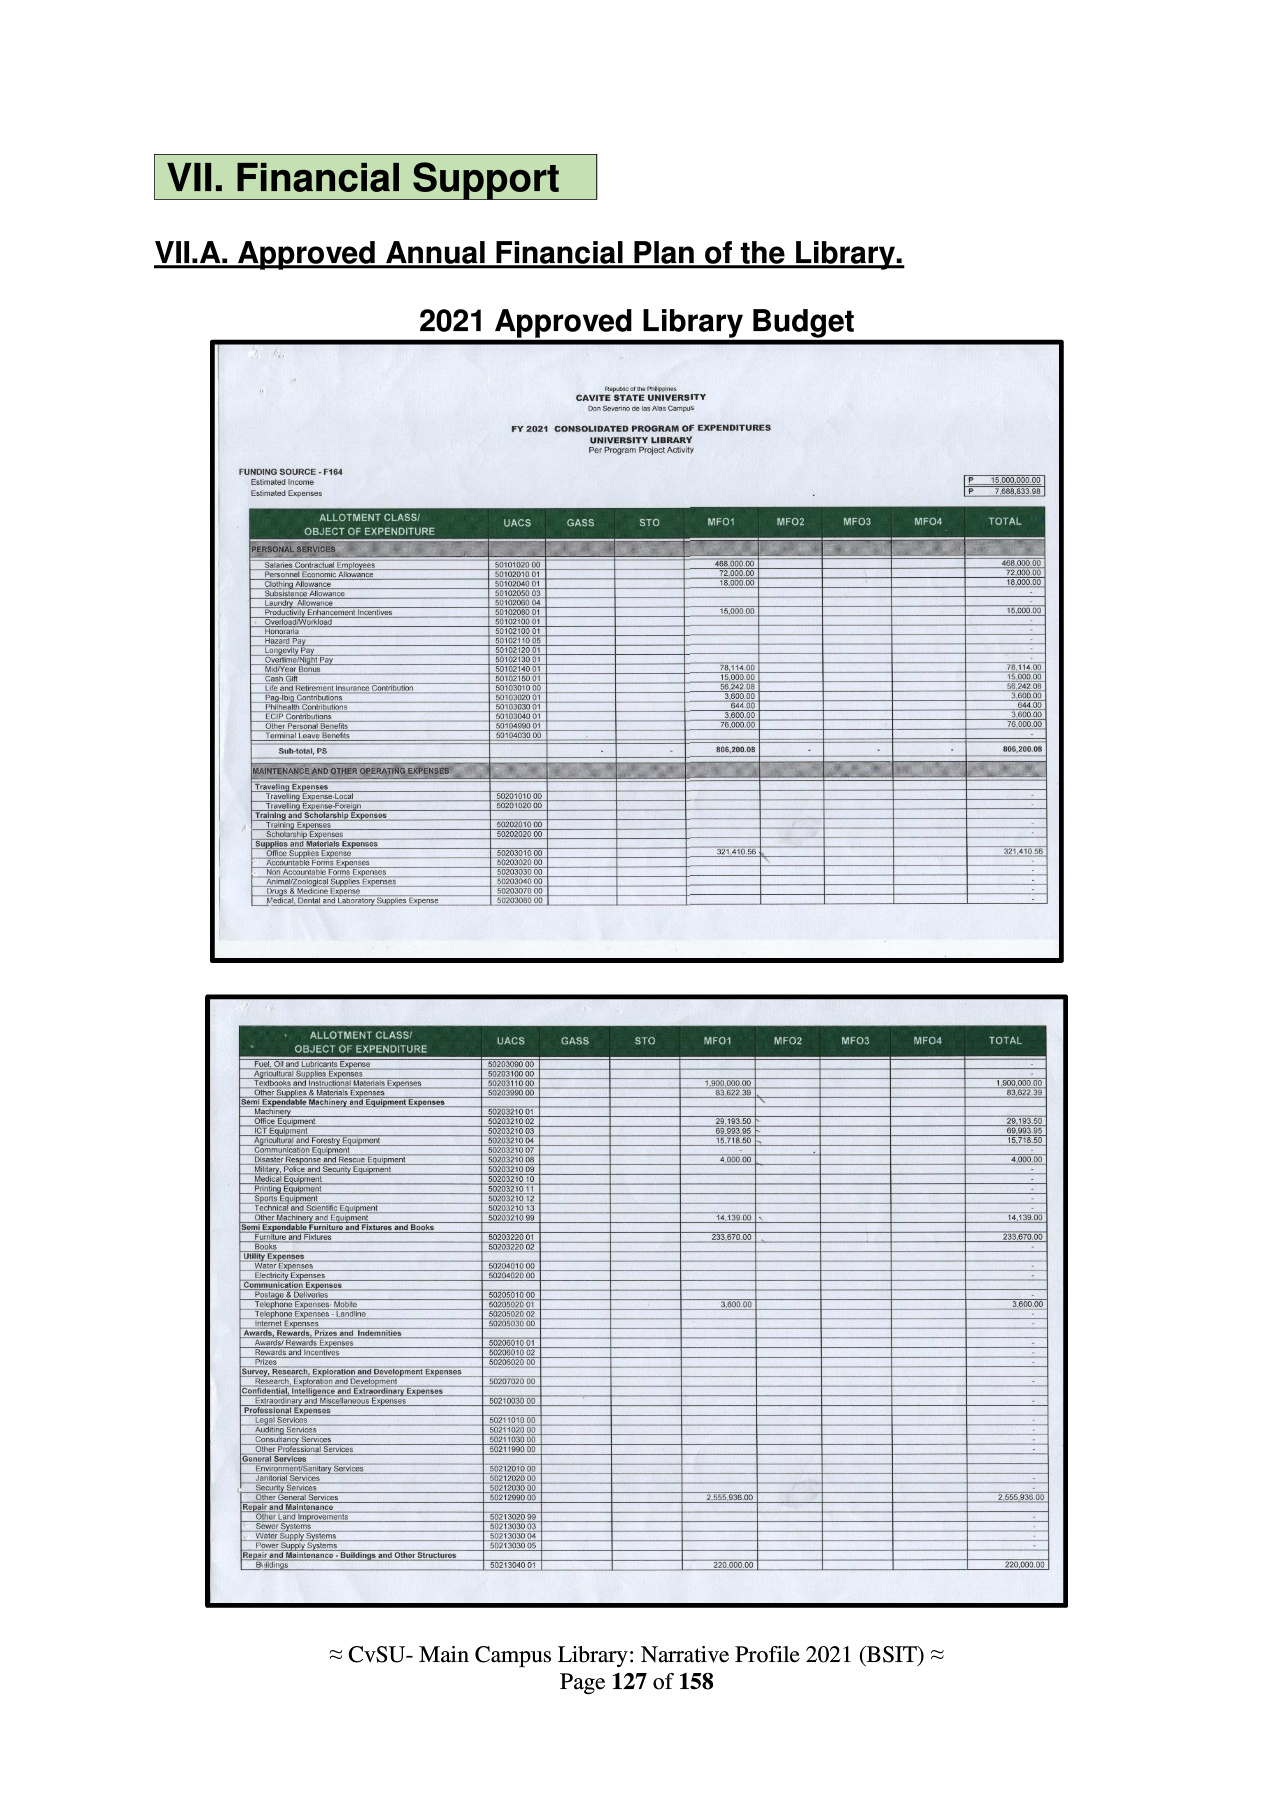 VII. Financial Support
VII.A. Approved Annual Financial Plan of the Library.
2021 Approved Library Budget
Republic of the Philippines
CAVITE STATE UNIVERSITY
Don Severino de las Alas Campus
FY 2021 CONSOLIDATED PROGRAM OF EXPENDITURES
UNIVERSITY LIBRARY
Per Program Project Activity
FUNDING SOURCE - F164
Estimated Income P 15,000,000.00
Estimated Expenses P 7,688,833.98
ALLOTMENT CLASS/ OBJECT OF EXPENDITURE UACS GASS STO MFO1 MFO2 MFO3 MFO4 TOTAL
PERSONAL SERVICES
Salaries Contractual Employees 50101020 00 468,000.00 468,000.00
Personnel Economic Allowance 50102010 01 72,000.00 72,000.00
Clothing Allowance 50102040 01 18,000.00 18,000.00
Subsistence Allowance 50102050 03 -
Laundry Allowance 50102060 04 -
Productivity Enhancement Incentives 50102080 01 15,000.00 15,000.00
Overload/Workload 50102100 01 -
Honoraria 50102100 01 -
Hazard Pay 50102110 05 -
Longevity Pay 50102120 01 -
Overtime/Night Pay 50102130 01 -
Mid/Year Bonus 50102140 01 78,114.00 78,114.00
Cash Gift 50102150 01 15,000.00 15,000.00
Life and Retirement Insurance Contribution 50103010 00 56,242.08 56,242.08
Pag-Ibig Contributions 50103020 01 3,600.00 3,600.00
Philhealth Contributions 50103030 01 644.00 644.00
ECIP Contributions 50103040 01 3,600.00 3,600.00
Other Personal Benefits 50104990 01 76,000.00 76,000.00
Terminal Leave Benefits 50104030 00 -
Sub-total, PS - - 806,200.08 - - - 806,200.08
MAINTENANCE AND OTHER OPERATING EXPENSES
Traveling Expenses
Travelling Expense-Local 50201010 00 -
Travelling Expense-Foreign 50201020 00 -
Training and Scholarship Expenses
Training Expenses 50202010 00 -
Scholarship Expenses 50202020 00 -
Supplies and Materials Expenses
Office Supplies Expense 50203010 00 321,410.56 321,410.56
Accountable Forms Expenses 50203020 00 -
Non Accountable Forms Expenses 50203030 00 -
Animal/Zoological Supplies Expenses 50203040 00 -
Drugs & Medicine Expense 50203070 00 -
Medical, Dental and Laboratory Supplies Expense 50203080 00 -
ALLOTMENT CLASS/ OBJECT OF EXPENDITURE UACS GASS STO MFO1 MFO2 MFO3 MFO4 TOTAL
Fuel, Oil and Lubricants Expense 50203090 00 -
Agricultural Supplies Expenses 50203100 00 -
Textbooks and Instructional Materials Expenses 50203110 00 1,900,000.00 1,900,000.00
Other Supplies & Materials Expenses 50203990 00 83,622.39 83,622.39
Semi Expendable Machinery and Equipment Expenses
Machinery 50203210 01 -
Office Equipment 50203210 02 29,193.50 29,193.50
ICT Equipment 50203210 03 69,993.95 69,993.95
Agricultural and Forestry Equipment 50203210 04 15,718.50 15,718.50
Communication Equipment 50203210 07 - -
Disaster Response and Rescue Equipment 50203210 08 4,000.00 4,000.00
Military, Police and Security Equipment 50203210 09 -
Medical Equipment 50203210 10 -
Printing Equipment 50203210 11 -
Sports Equipment 50203210 12 -
Technical and Scientific Equipment 50203210 13 -
Other Machinery and Equipment 50203210 99 14,139.00 14,139.00
Semi Expendable Furniture and Fixtures and Books
Furniture and Fixtures 50203220 01 233,670.00 233,670.00
Books 50203220 02 -
Utility Expenses
Water Expenses 50204010 00 -
Electricity Expenses 50204020 00 -
Communication Expenses
Postage & Deliveries 50205010 00 -
Telephone Expenses- Mobile 50205020 01 3,600.00 3,600.00
Telephone Expenses - Landline 50205020 02 -
Internet Expenses 50205030 00 -
Awards, Rewards, Prizes and Indemnities
Awards/ Rewards Expenses 50206010 01 -
Rewards and Incentives 50206010 02 -
Prizes 50206020 00 -
Survey, Research, Exploration and Development Expenses
Research, Exploration and Development 50207020 00 -
Confidential, Intelligence and Extraordinary Expenses
Extraordinary and Miscellaneous Expenses 50210030 00 -
Professional Expenses
Legal Services 50211010 00 -
Auditing Services 50211020 00 -
Consultancy Services 50211030 00 -
Other Professional Services 50211990 00 -
General Services
Environment/Sanitary Services 50212010 00
Janitorial Services 50212020 00 -
Security Services 50212030 00 -
Other General Services 50212990 00 2,555,936.00 2,555,936.00
Repair and Maintenance
Other Land Improvements 50213020 99 -
Sewer Systems 50213030 03 -
Water Supply Systems 50213030 04 -
Power Supply Systems 50213030 05 -
Repair and Maintenance - Buildings and Other Structures
Buildings 50213040 01 220,000.00 220,000.00
≈ CvSU- Main Campus Library: Narrative Profile 2021 (BSIT) ≈
Page 127 of 158